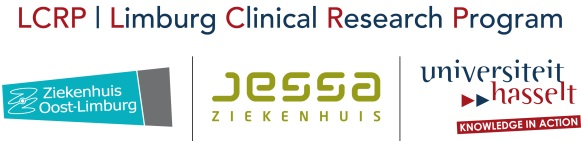 LCRP | Limburg Clinical Research Program
Ziekenhuis
Oost-Limburg
Jessa
ZIEKENHUIS
universiteit
hasselt
KNOWLEDGE IN ACTION